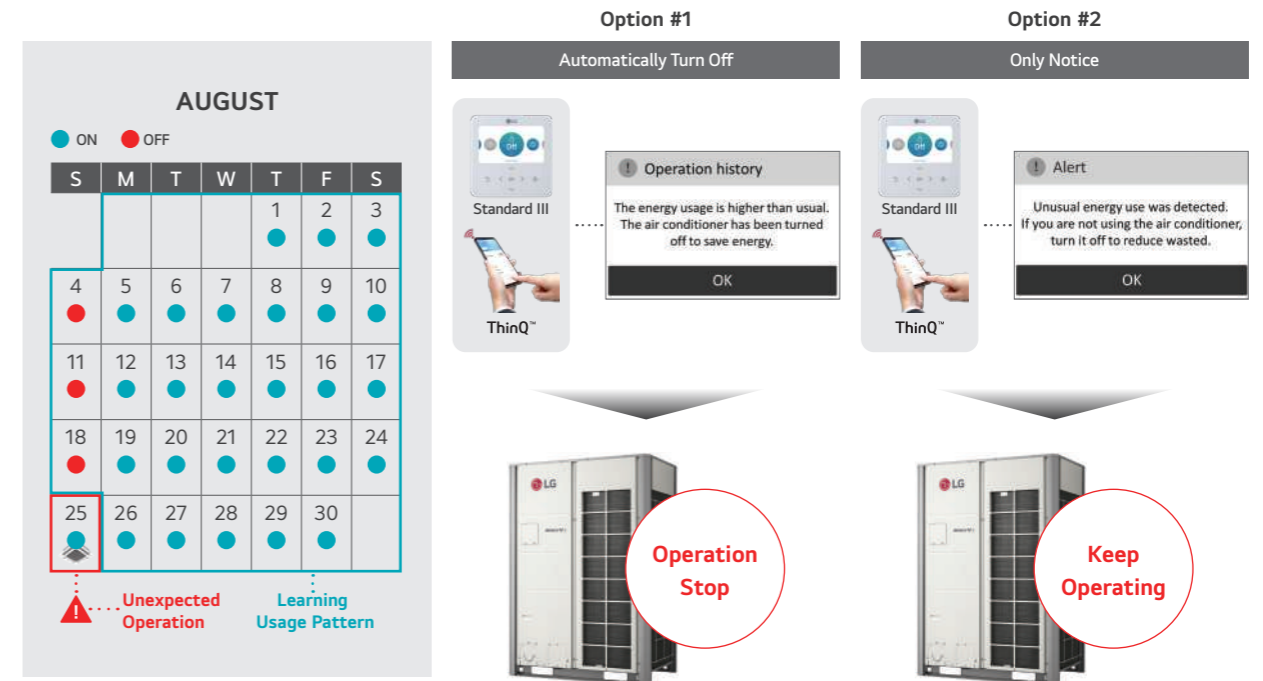 AUGUST
ON OFF
S M T W T F S
1 2 3
4 5 6 7 8 9 10
11 12 13 14 15 16 17
18 19 20 21 22 23 24
25 26 27 28 29 30
Unexpected
Operation
Learning
Usage Pattern
Option #1
Automatically Turn Off
LG
Off
Standard III
ThinQ™
! Operation history
The energy usage is higher than usual.
The air conditioner has been turned
off to save energy.
OK
LG
Operation
Stop
Option #2
Only Notice
LG
Off
Standard III
ThinQ™
! Alert
Unusual energy use was detected.
If you are not using the air conditioner,
turn it off to reduce wasted.
OK
LG
Keep
Operating